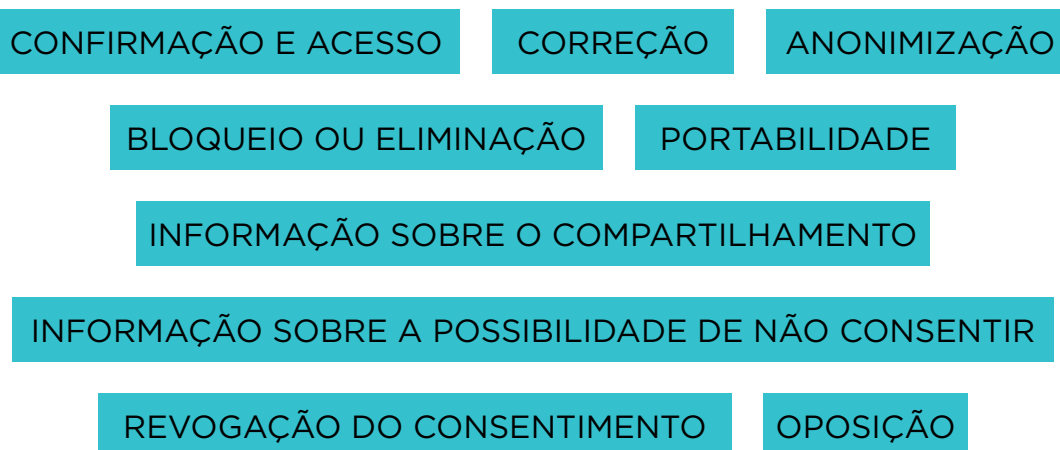 CONFIRMAÇÃO E ACESSO CORREÇÃO ANONIMIZAÇÃO
BLOQUEIO OU ELIMINAÇÃO PORTABILIDADE
INFORMAÇÃO SOBRE O COMPARTILHAMENTO
INFORMAÇÃO SOBRE A POSSIBILIDADE DE NÃO CONSENTIR
REVOGAÇÃO DO CONSENTIMENTO OPOSIÇÃO